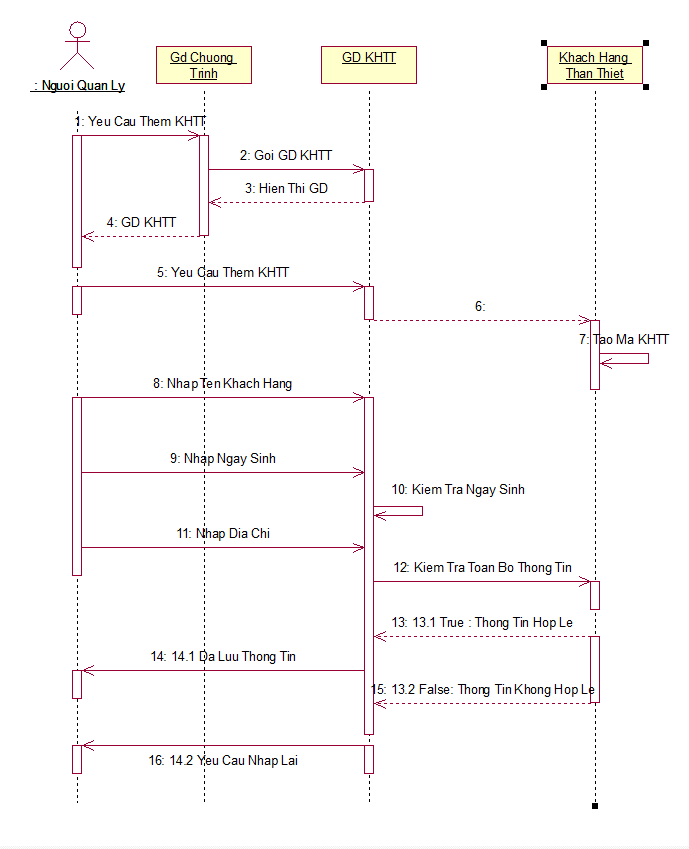 : Nguoi Quan Ly
Gd Chuong
Trinh
GD KHTT
Khach Hang
Than Thiet
1: Yeu Cau Them KHTT
2: Goi GD KHTT
3: Hien Thi GD
4: GD KHTT
5: Yeu Cau Them KHTT
6:
7: Tao Ma KHTT
8: Nhap Ten Khach Hang
9: Nhap Ngay Sinh
10: Kiem Tra Ngay Sinh
11: Nhap Dia Chi
12: Kiem Tra Toan Bo Thong Tin
13: 13.1 True : Thong Tin Hop Le
14: 14.1 Da Luu Thong Tin
15: 13.2 False: Thong Tin Khong Hop Le
16: 14.2 Yeu Cau Nhap Lai